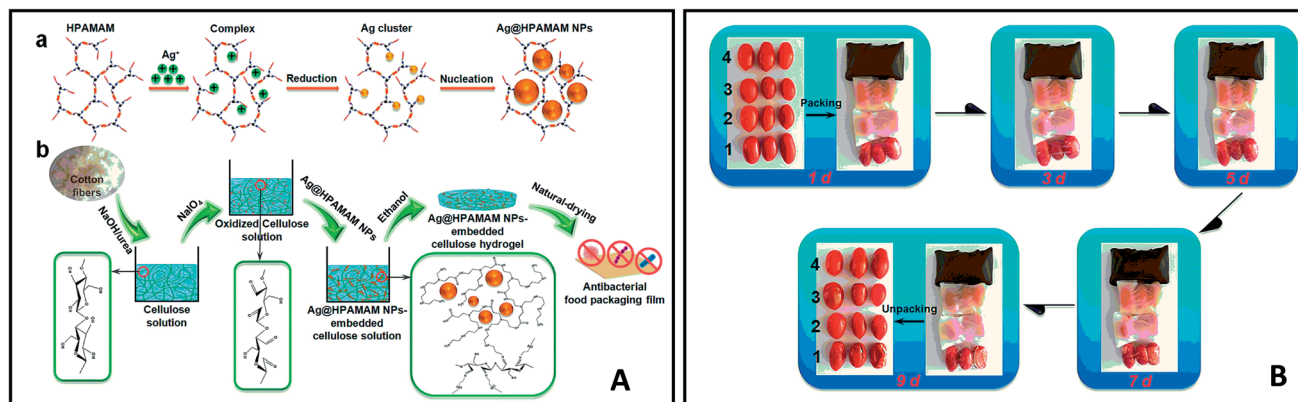 a
HPAMAM
Ag⁺
Complex
Reduction
Ag cluster
Nucleation
Ag@HPAMAM NPs
b
Cotton
fibers
NaOH/urea
Cellulose
solution
NaIO₄
Oxidized Cellulose
solution
Ag@HPAMAM NPs
Ag@HPAMAM NPs-
embedded
cellulose solution
Ethanol
Ag@HPAMAM NPs-
embedded
cellulose hydrogel
Natural-drying
Antibacterial
food packaging film
A
4
3
2
1
Packing
1 d
3 d
5 d
7 d
4
3
2
1
Unpacking
9 d
B